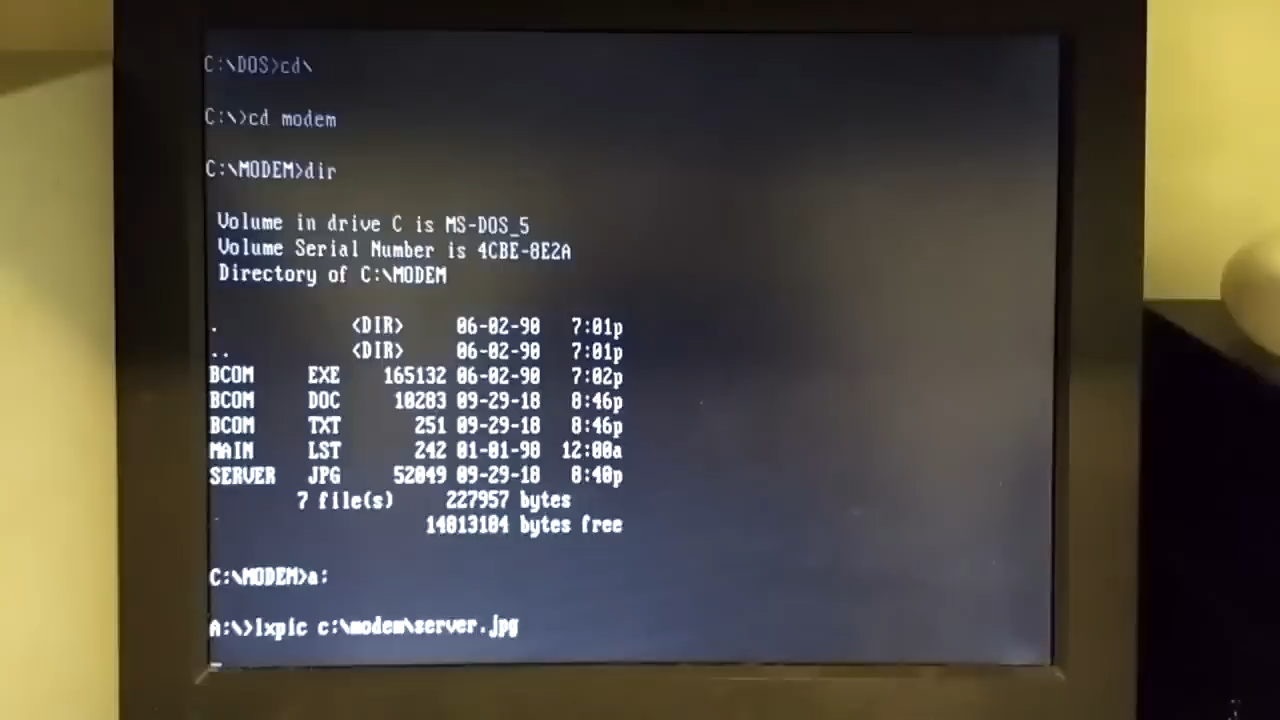 C:\DOS>cd\
C:\>cd modem
C:\MODEM>dir
Volume in drive C is MS-DOS_5
Volume Serial Number is 4CBE-8E2A
Directory of C:\MODEM
. <DIR> 06-02-90 7:01p
.. <DIR> 06-02-90 7:01p
BCOM EXE 165132 06-02-90 7:02p
BCOM DOC 10283 09-29-18 8:46p
BCOM TXT 251 09-29-18 8:46p
MAIN LST 242 01-01-98 12:00a
SERVER JPG 52049 09-29-18 8:40p
7 file(s) 227957 bytes
14013104 bytes free
C:\MODEM>a:
A:\>lxpic c:\modem\server.jpg